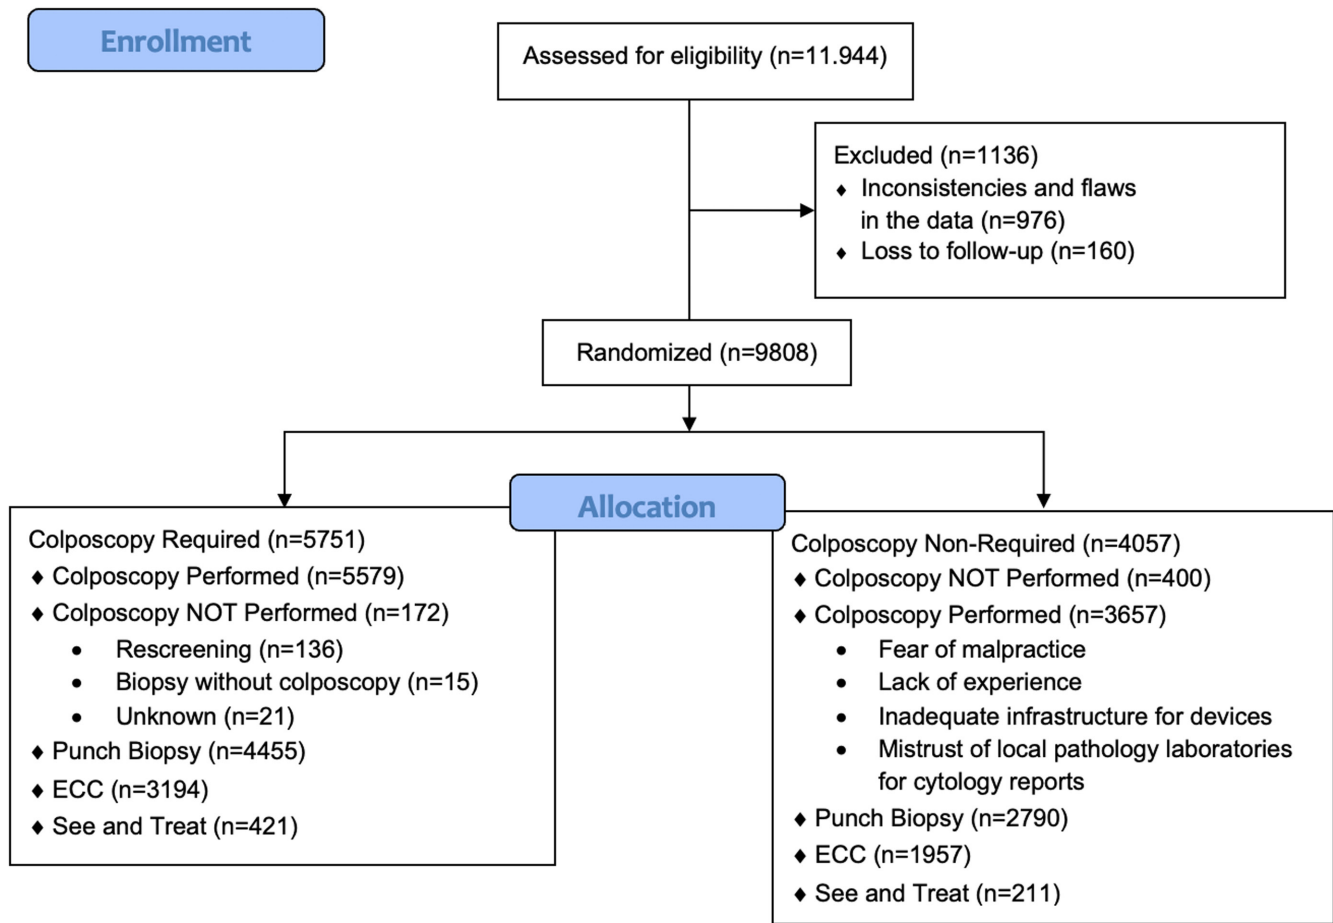 Enrollment
Assessed for eligibility (n=11.944)
Excluded (n=1136)
♦ Inconsistencies and flaws
in the data (n=976)
♦ Loss to follow-up (n=160)
Randomized (n=9808)
Allocation
Colposcopy Required (n=5751)
♦ Colposcopy Performed (n=5579)
♦ Colposcopy NOT Performed (n=172)
• Rescreening (n=136)
• Biopsy without colposcopy (n=15)
• Unknown (n=21)
♦ Punch Biopsy (n=4455)
♦ ECC (n=3194)
♦ See and Treat (n=421)
Colposcopy Non-Required (n=4057)
♦ Colposcopy NOT Performed (n=400)
♦ Colposcopy Performed (n=3657)
• Fear of malpractice
• Lack of experience
• Inadequate infrastructure for devices
• Mistrust of local pathology laboratories
for cytology reports
♦ Punch Biopsy (n=2790)
♦ ECC (n=1957)
♦ See and Treat (n=211)